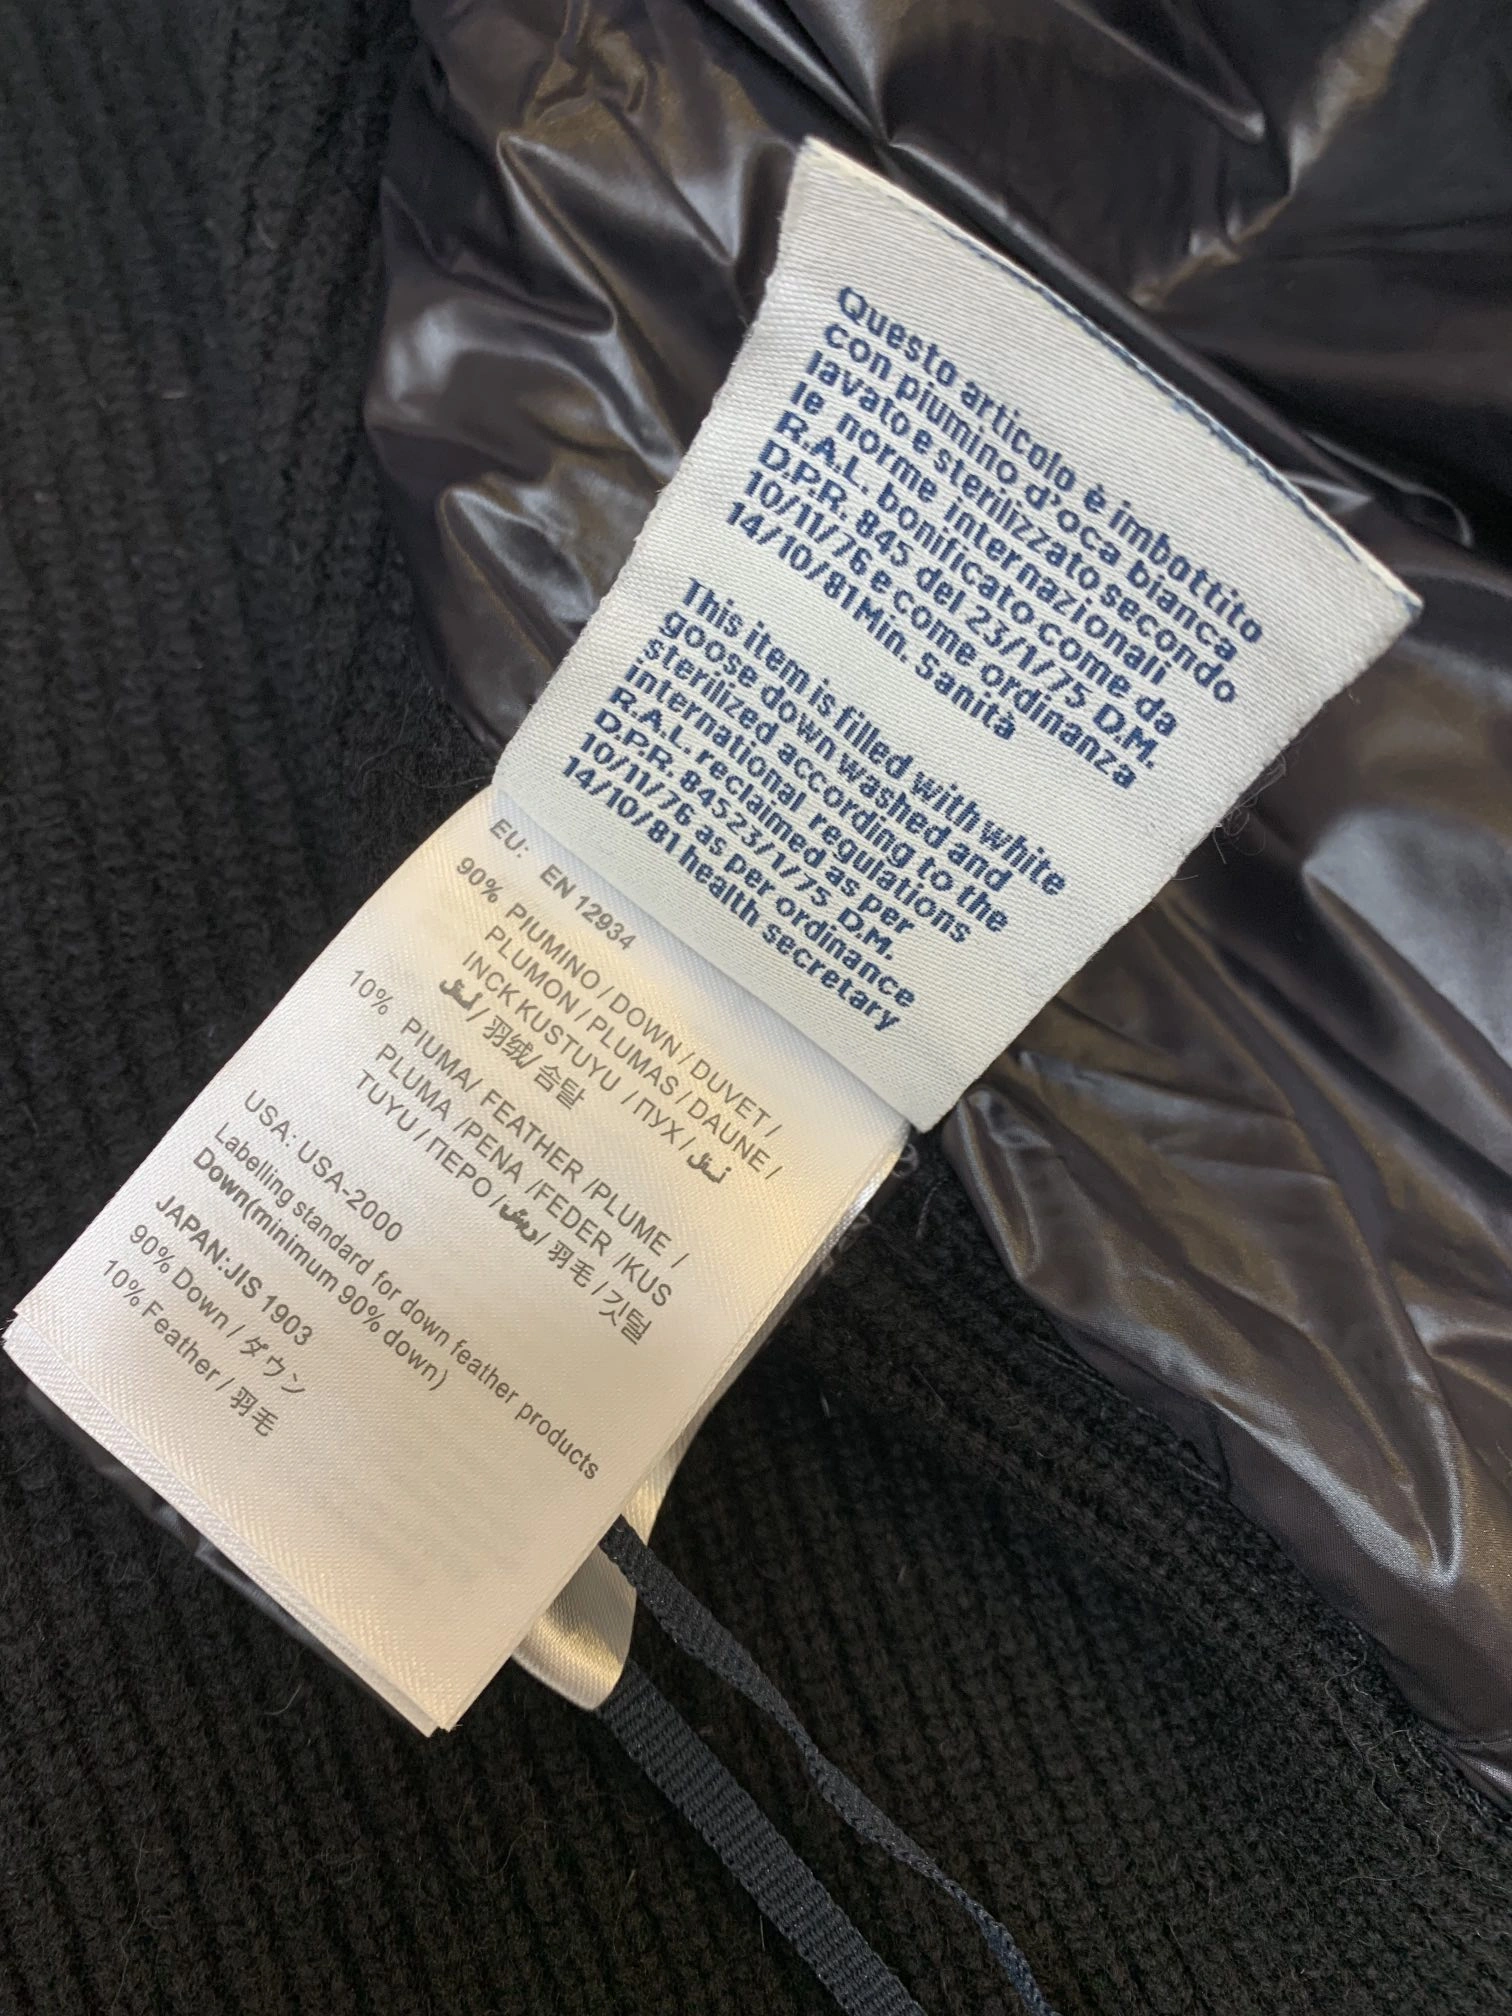 Questo articolo è imbottito
con piumino d'oca bianca
lavato e sterilizzato secondo
le norme internazionali
R.A.L. bonificato come da
D.P.R. 845 del 23/1/75 D.M.
10/11/76 e come ordinanza
14/10/81 Min. Sanità
This item is filled with white
goose down washed and
sterilized according to the
international regulations
R.A.L. reclaimed as per
D.P.R. 84523/1/75 D.M.
10/11/76 as per ordinance
14/10/81 health secretary
EU: EN 12934
90% PIUMINO / DOWN / DUVET /
PLUMON / PLUMAS / DAUNE /
INCK KUSTUYU / ПУХ /
/ 羽绒/ 솜털
10% PIUMA/ FEATHER /PLUME /
PLUMA /PENA /FEDER /KUS
TUYU / ПЕРО / / 羽毛 / 깃털
USA: USA-2000
Labelling standard for down feather products
Down(minimum 90% down)
JAPAN:JIS 1903
90% Down / ダウン
10% Feather / 羽毛